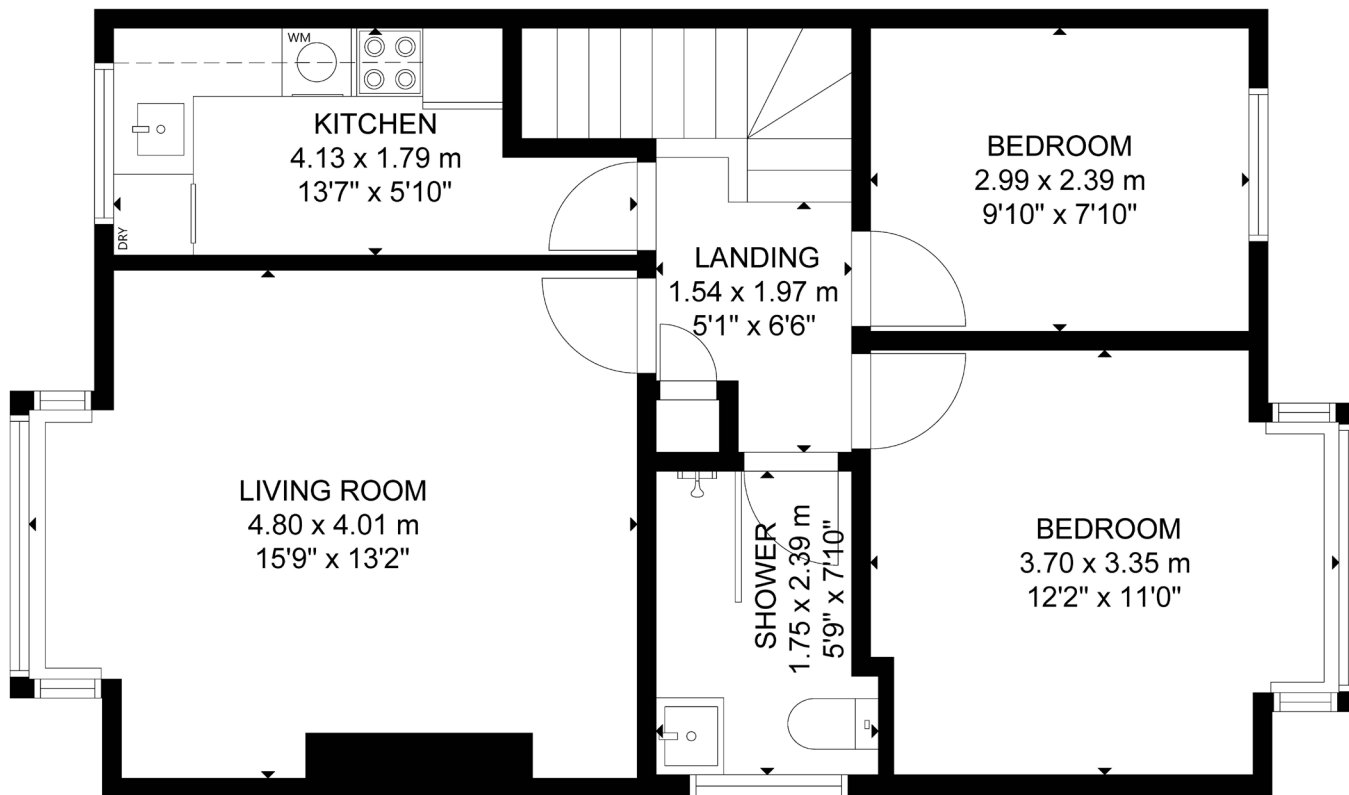 WM
KITCHEN
4.13 x 1.79 m
13'7" x 5'10"
DRY
BEDROOM
2.99 x 2.39 m
9'10" x 7'10"
LANDING
1.54 x 1.97 m
5'1" x 6'6"
LIVING ROOM
4.80 x 4.01 m
15'9" x 13'2"
SHOWER
1.75 x 2.39 m
5'9" x 7'10"
BEDROOM
3.70 x 3.35 m
12'2" x 11'0"